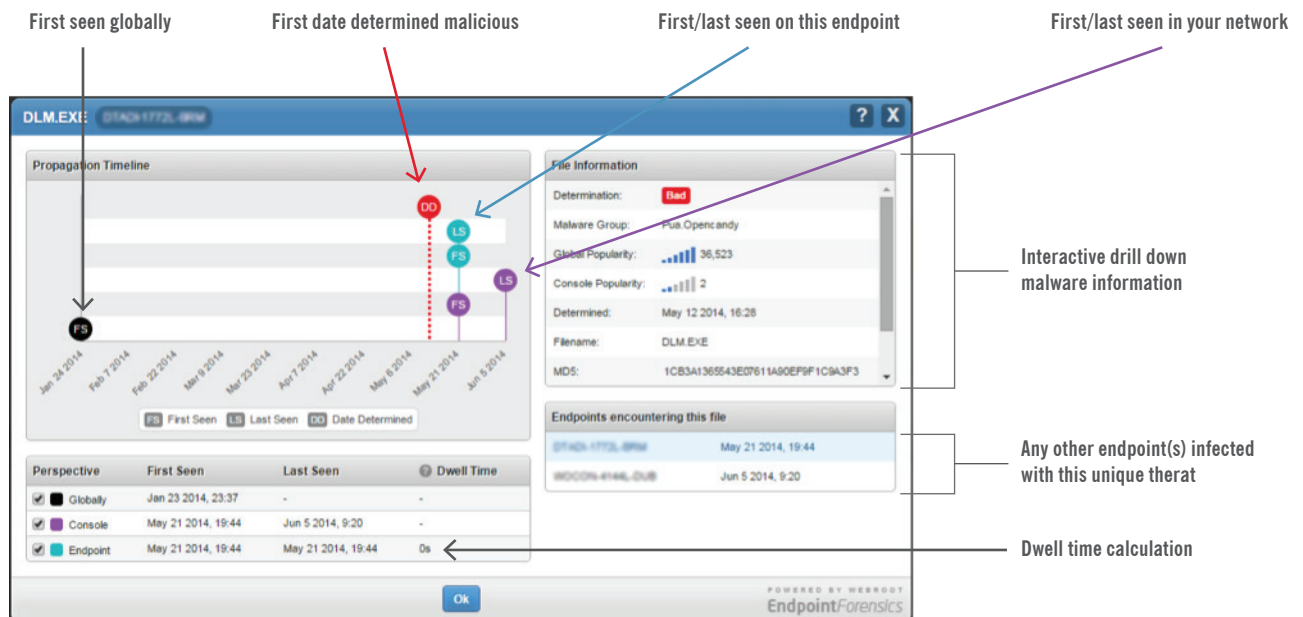 First seen globally
First date determined malicious
First/last seen on this endpoint
First/last seen in your network
DLM.EXE
? X
Propagation Timeline
DD
LS
FS
LS
FS
FS
Jan 24 2014
Feb 7 2014
Feb 22 2014
Mar 9 2014
Mar 23 2014
Apr 7 2014
Apr 22 2014
May 6 2014
May 21 2014
Jun 5 2014
FS First Seen LS Last Seen DD Date Determined
Perspective First Seen Last Seen ? Dwell Time
Globally Jan 23 2014, 23:37 - -
Console May 21 2014, 19:44 Jun 5 2014, 9:20 -
Endpoint May 21 2014, 19:44 May 21 2014, 19:44 0s
File Information
Determination: Bad
Malware Group: Pua.Opencandy
Global Popularity: 36,523
Console Popularity: 2
Determined: May 12 2014, 16:28
Filename: DLM.EXE
MD5: 1CB3A1365543E07611A90EF9F1C9A3F3
Endpoints encountering this file
May 21 2014, 19:44
Jun 5 2014, 9:20
Interactive drill down
malware information
Any other endpoint(s) infected
with this unique therat
Dwell time calculation
Ok
POWERED BY WEBROOT
EndpointForensics